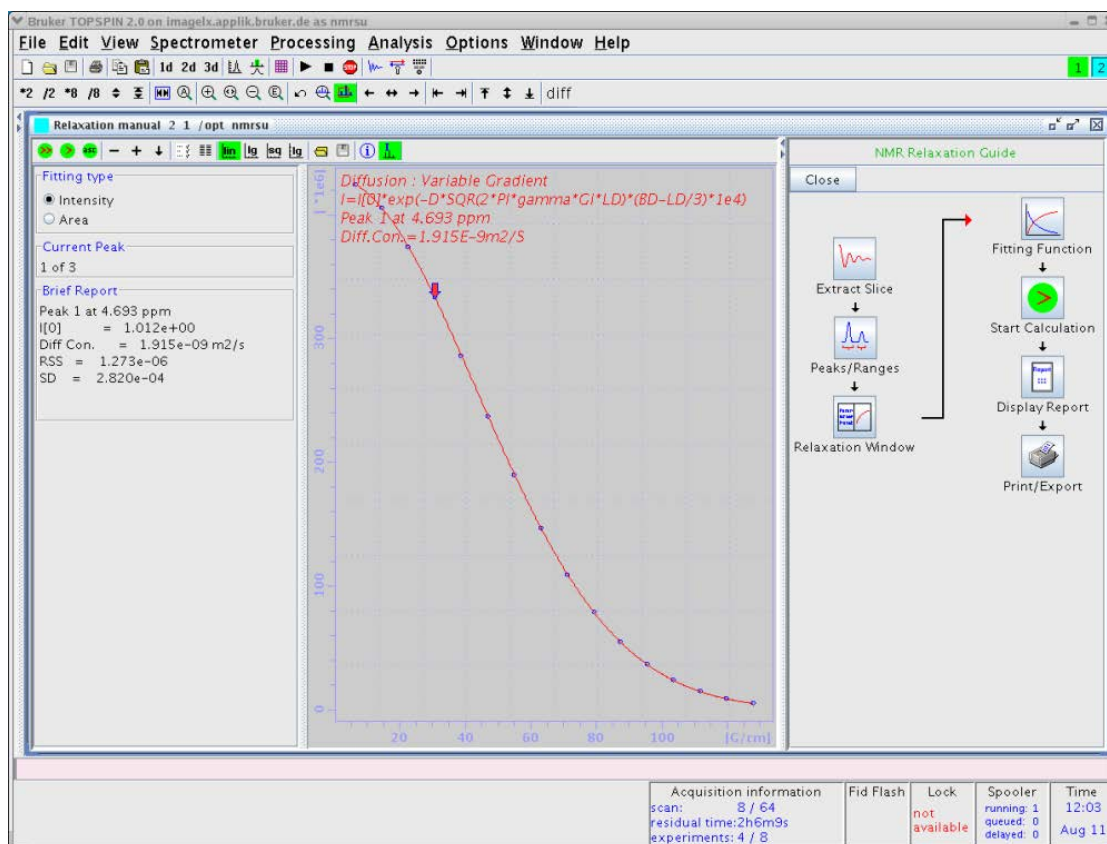 Bruker TOPSPIN 2.0 on imagelx.applik.bruker.de as nmrsu
File Edit View Spectrometer Processing Analysis Options Window Help
1d 2d 3d
1 2
*2 /2 *8 /8 diff
Relaxation manual 2 1 /opt nmrsu
asc − + lin lg sq lg
Fitting type
Intensity
Area
Current Peak
1 of 3
Brief Report
Peak 1 at 4.693 ppm
I[0] = 1.012e+00
Diff Con. = 1.915e-09 m2/s
RSS = 1.273e-06
SD = 2.820e-04
Diffusion : Variable Gradient
I=I[0]*exp(-D*SQR(2*PI*gamma*GI*LD)*(BD-LD/3)*1e4)
Peak 1 at 4.693 ppm
Diff.Con.=1.915E-9m2/S
I *1e6]
300
200
100
0
20 40 60 80 100 [G/cm]
NMR Relaxation Guide
Close
Extract Slice
Peaks/Ranges
Relaxation Window
Fitting Function
Start Calculation
Report
Display Report
Print/Export
Acquisition information
scan: 8 / 64
residual time:2h6m9s
experiments: 4 / 8
Fid Flash
Lock
not
available
Spooler
running: 1
queued: 0
delayed: 0
Time
12:03
Aug 11